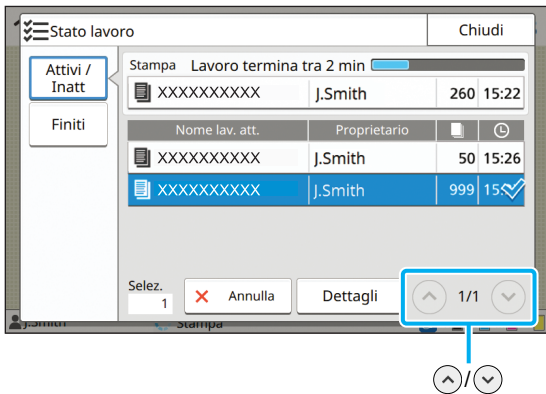 Stato lavoro
Chiudi
Attivi /
Inatt
Finiti
Stampa Lavoro termina tra 2 min
XXXXXXXXXX J.Smith 260 15:22
Nome lav. att. Proprietario
XXXXXXXXXX J.Smith 50 15:26
XXXXXXXXXX J.Smith 999 15:
Selez.
1
Annulla
Dettagli
1/1
J.Smith Stampa
/